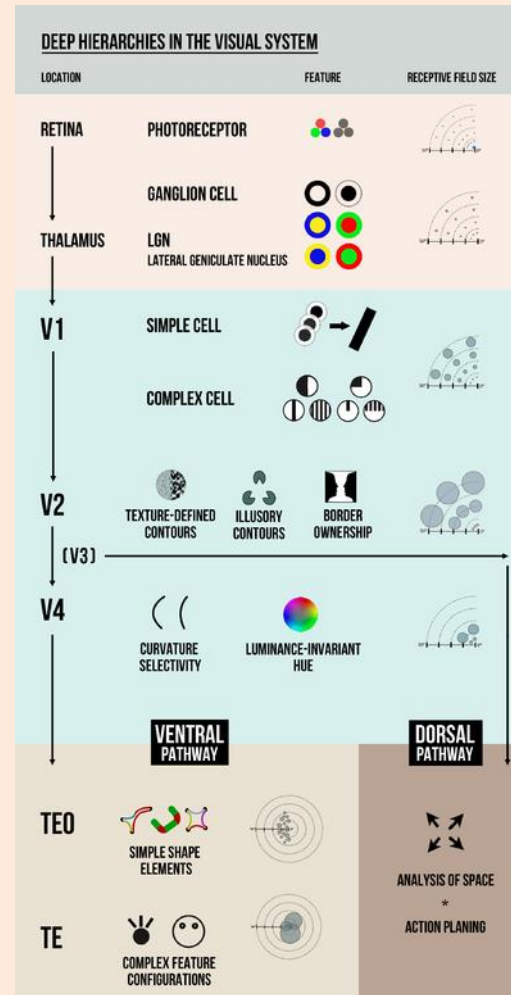 DEEP HIERARCHIES IN THE VISUAL SYSTEM
LOCATION FEATURE RECEPTIVE FIELD SIZE
RETINA PHOTORECEPTOR
GANGLION CELL
THALAMUS LGN
LATERAL GENICULATE NUCLEUS
V1 SIMPLE CELL
COMPLEX CELL
V2
TEXTURE-DEFINED
CONTOURS
ILLUSORY
CONTOURS
BORDER
OWNERSHIP
(V3)
V4
CURVATURE
SELECTIVITY
LUMINANCE-INVARIANT
HUE
VENTRAL
PATHWAY
DORSAL
PATHWAY
TEO
SIMPLE SHAPE
ELEMENTS
ANALYSIS OF SPACE
*
ACTION PLANING
TE
COMPLEX FEATURE
CONFIGURATIONS